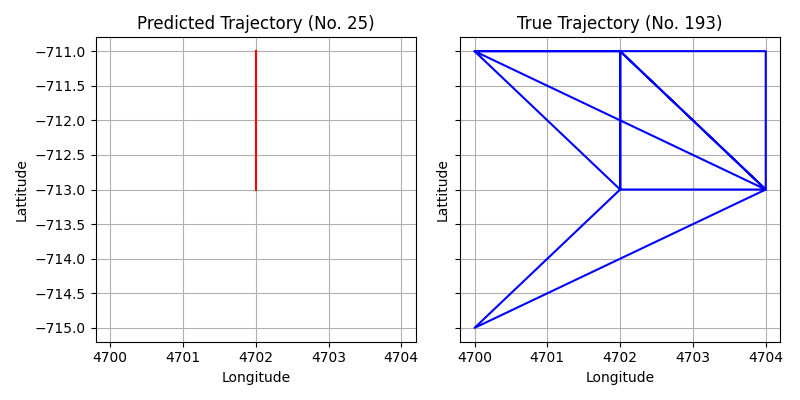 Predicted Trajectory (No. 25)
Lattitude
−711.0
−711.5
−712.0
−712.5
−713.0
−713.5
−714.0
−714.5
−715.0
4700 4701 4702 4703 4704
Longitude
True Trajectory (No. 193)
Lattitude
4700 4701 4702 4703 4704
Longitude